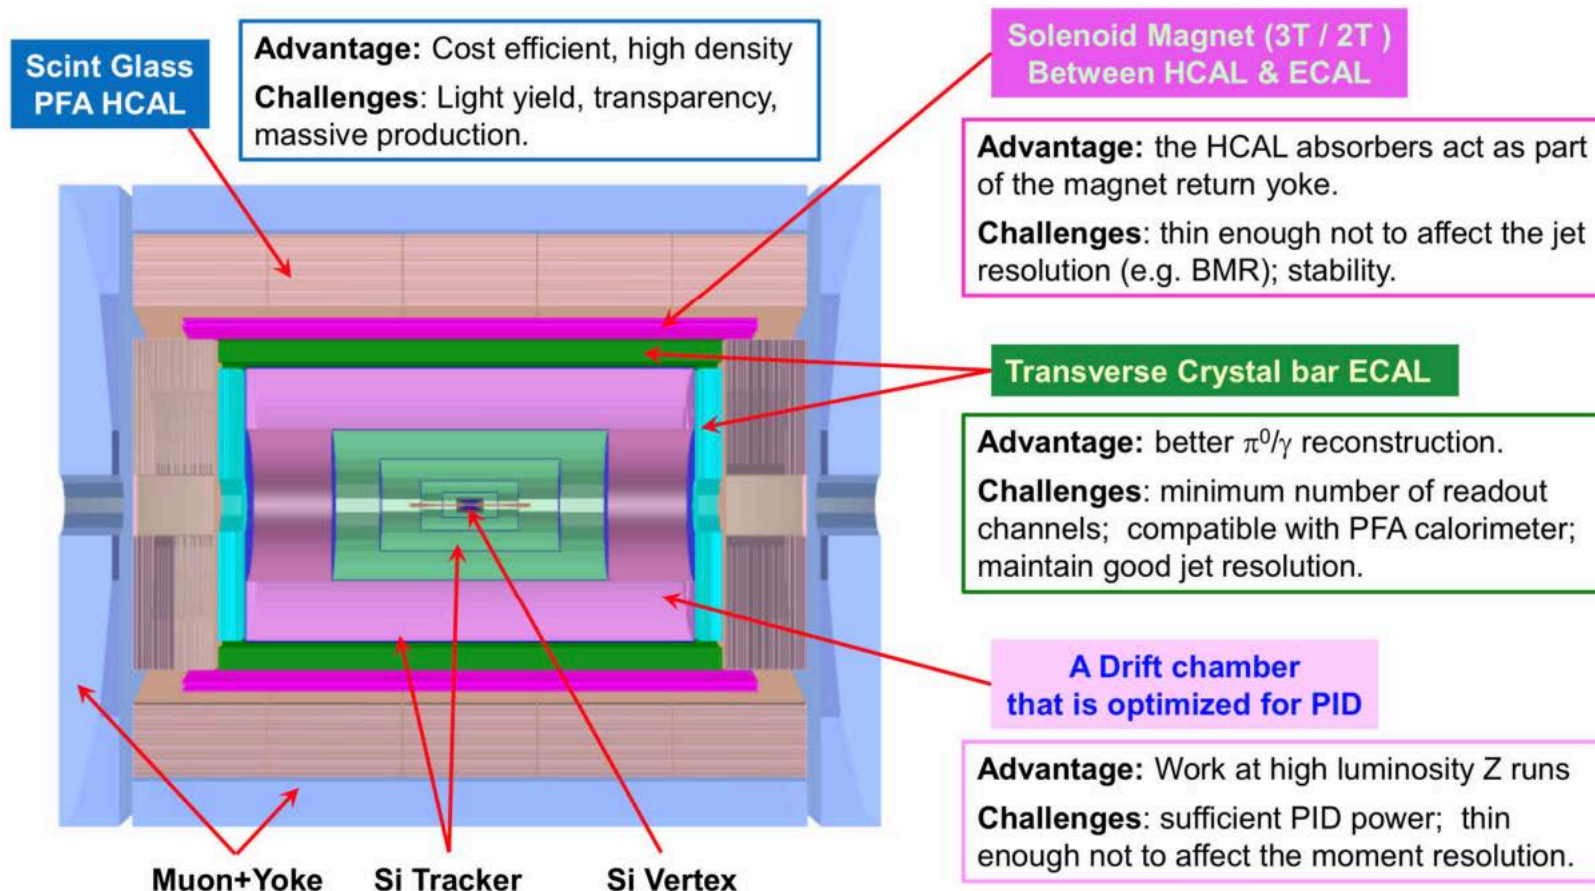 Scint Glass
PFA HCAL
Advantage: Cost efficient, high density
Challenges: Light yield, transparency,
massive production.
Solenoid Magnet (3T / 2T )
Between HCAL & ECAL
Advantage: the HCAL absorbers act as part
of the magnet return yoke.
Challenges: thin enough not to affect the jet
resolution (e.g. BMR); stability.
Transverse Crystal bar ECAL
Advantage: better π⁰/γ reconstruction.
Challenges: minimum number of readout
channels; compatible with PFA calorimeter;
maintain good jet resolution.
A Drift chamber
that is optimized for PID
Advantage: Work at high luminosity Z runs
Challenges: sufficient PID power; thin
enough not to affect the moment resolution.
Muon+Yoke
Si Tracker
Si Vertex